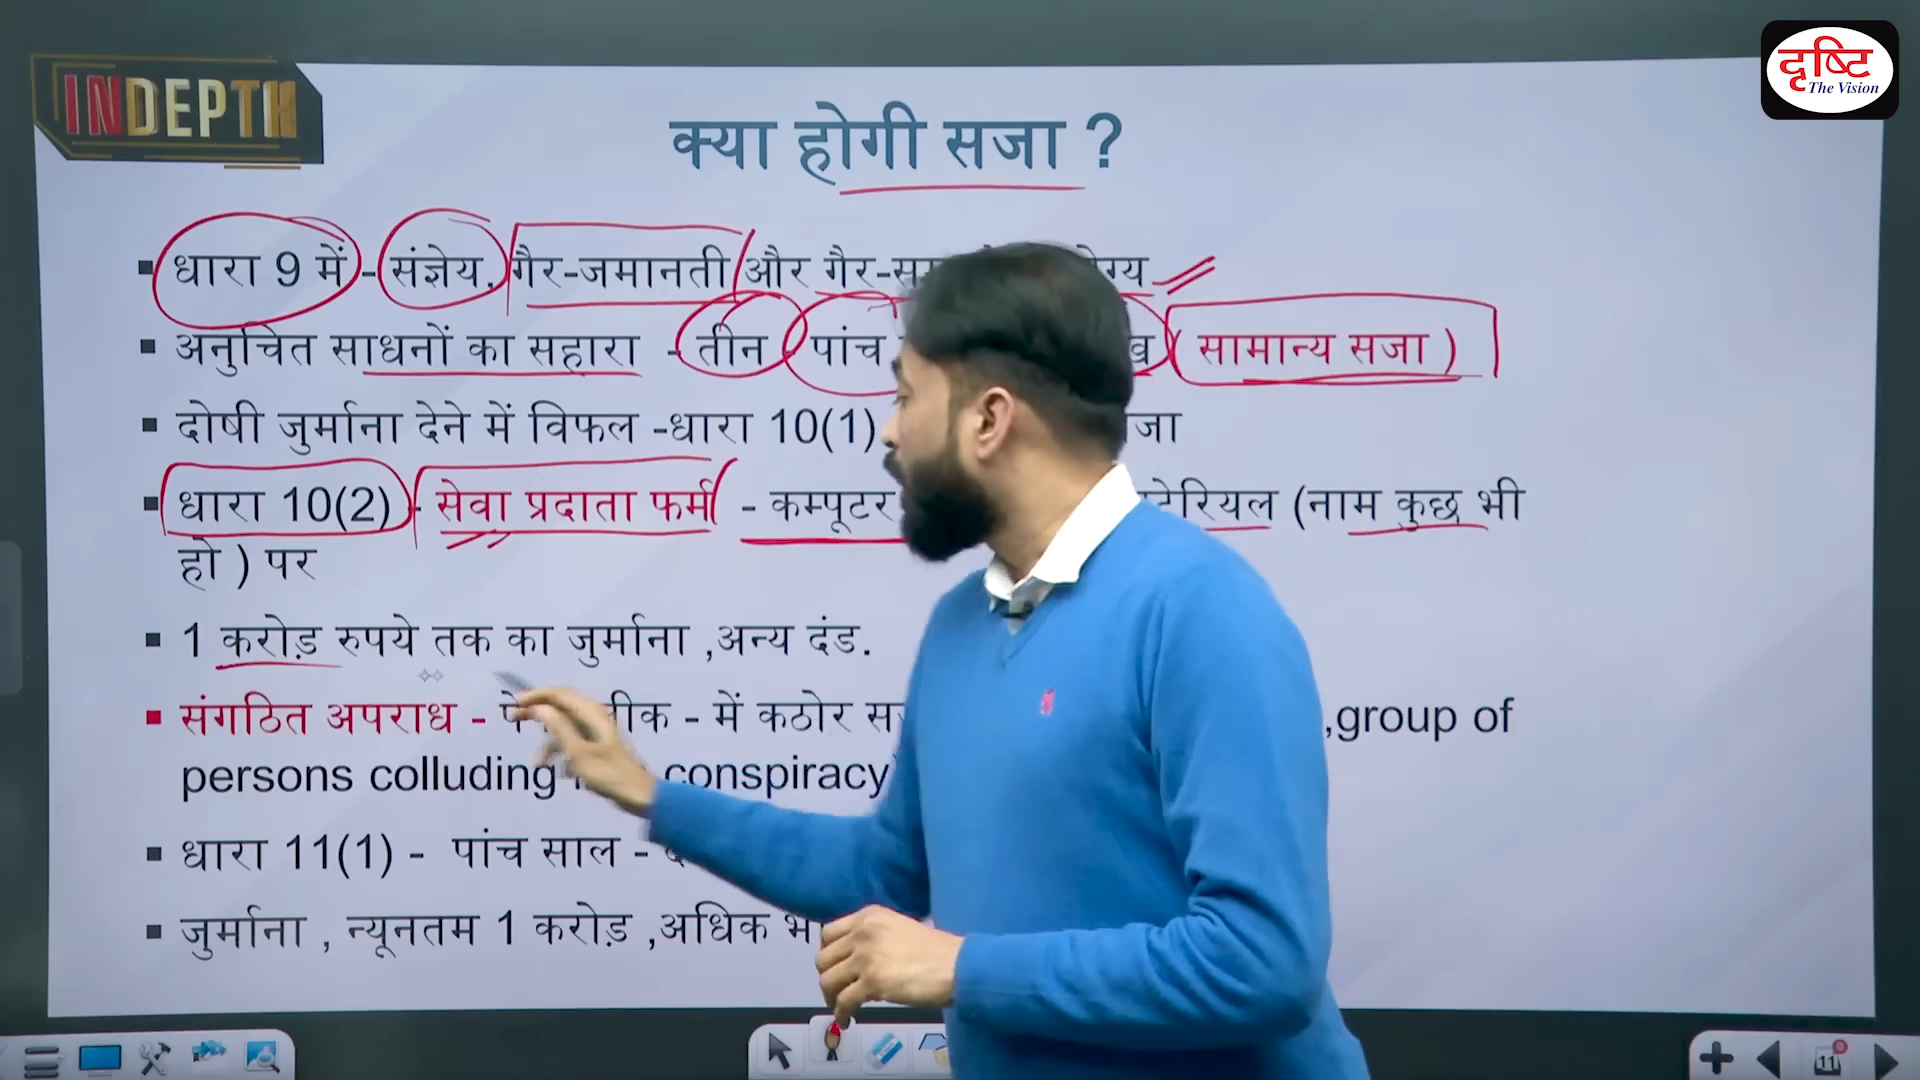 INDEPTH
दृष्टि
The Vision
क्या होगी सजा ?
धारा 9 में - संज्ञेय, गैर-जमानती और
अनुचित साधनों का सहारा - तीन - पांच ( सामान्य सजा )
दोषी जुर्माना देने में विफल -धारा 10(1)
धारा 10(2) - सेवा प्रदाता फर्म - कम्पूटर (नाम कुछ भी
हो ) पर
1 करोड़ रुपये तक का जुर्माना ,अन्य दंड.
संगठित अपराध - - में कठोर ,group of
persons colluding conspiracy
धारा 11(1) - पांच साल -
जुर्माना , न्यूनतम 1 करोड़ ,अधिक
11